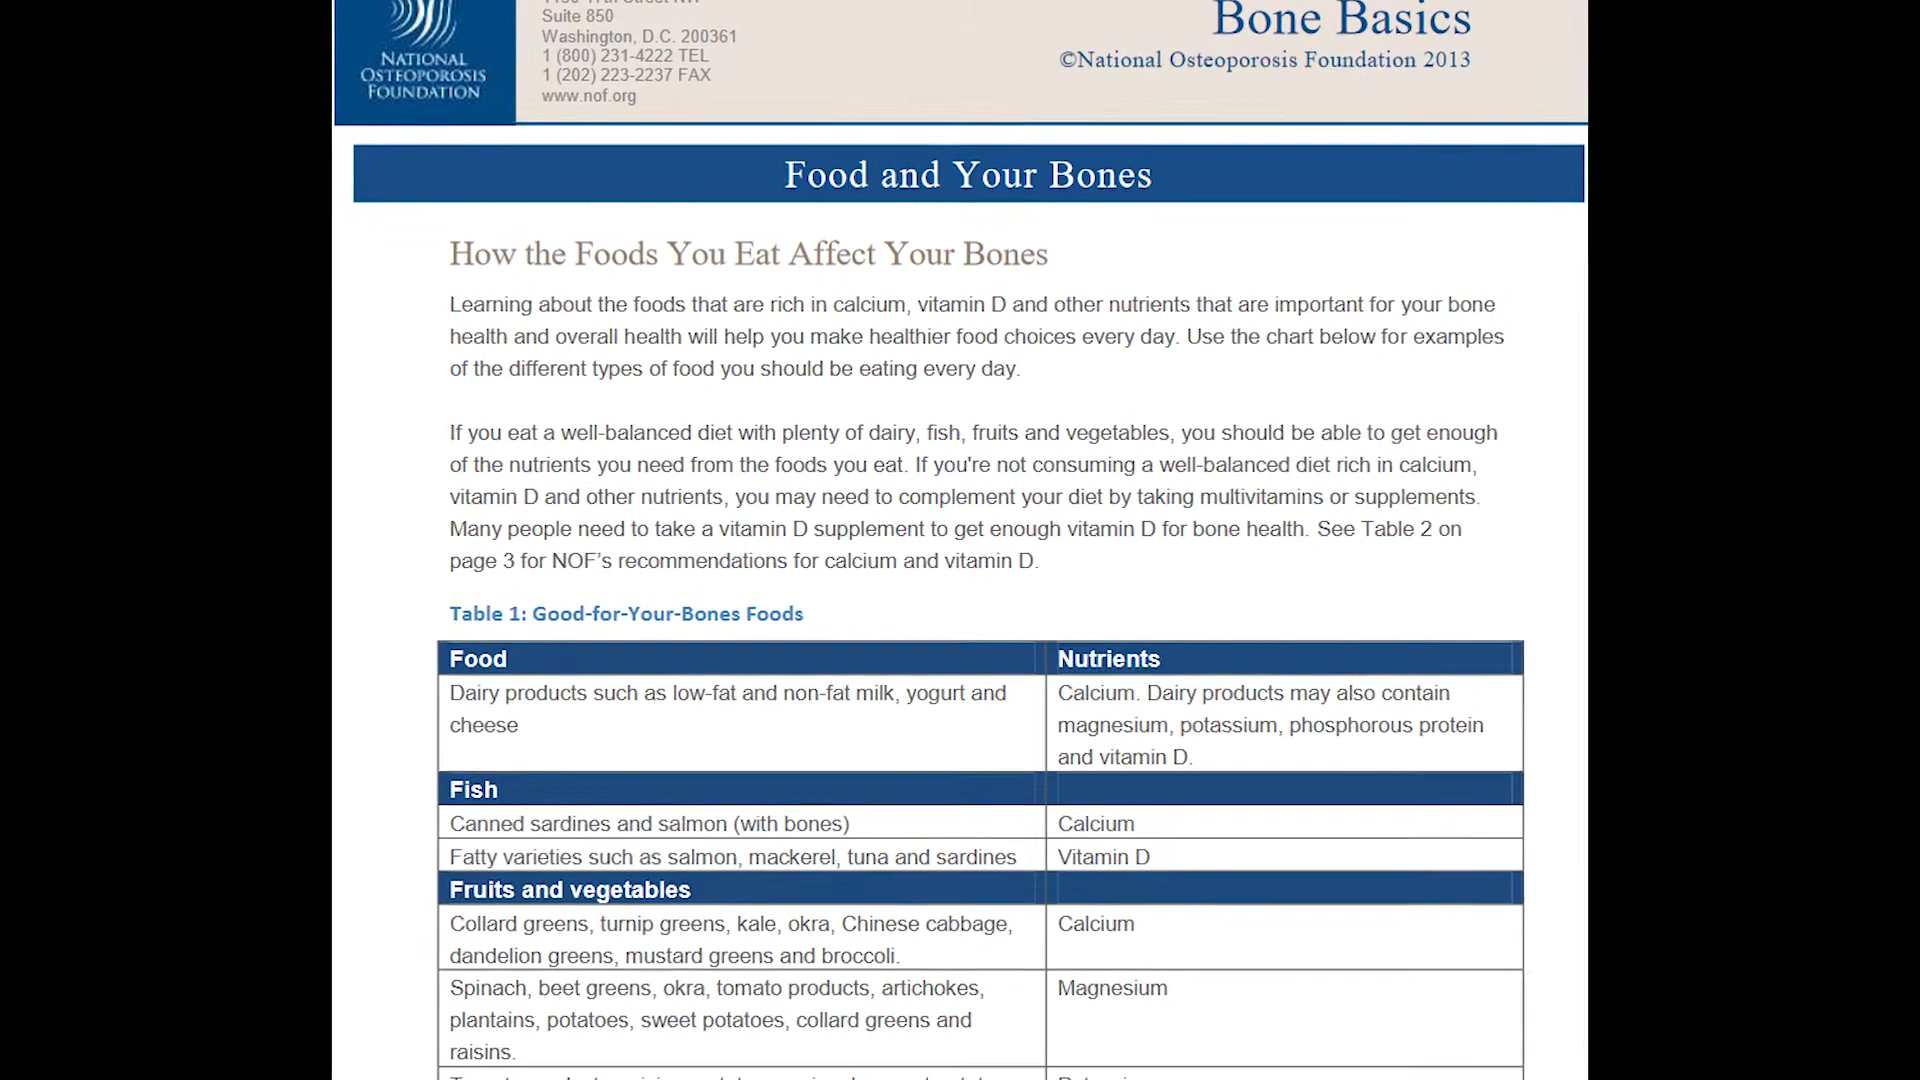 Suite 850
Washington, D.C. 200361
1 (800) 231-4222 TEL
1 (202) 223-2237 FAX
www.nof.org
NATIONAL
OSTEOPOROSIS
FOUNDATION
Bone Basics
©National Osteoporosis Foundation 2013
Food and Your Bones
How the Foods You Eat Affect Your Bones
Learning about the foods that are rich in calcium, vitamin D and other nutrients that are important for your bone
health and overall health will help you make healthier food choices every day. Use the chart below for examples
of the different types of food you should be eating every day.
If you eat a well-balanced diet with plenty of dairy, fish, fruits and vegetables, you should be able to get enough
of the nutrients you need from the foods you eat. If you're not consuming a well-balanced diet rich in calcium,
vitamin D and other nutrients, you may need to complement your diet by taking multivitamins or supplements.
Many people need to take a vitamin D supplement to get enough vitamin D for bone health. See Table 2 on
page 3 for NOF’s recommendations for calcium and vitamin D.
Table 1: Good-for-Your-Bones Foods
Food
Nutrients
Dairy products such as low-fat and non-fat milk, yogurt and
cheese
Calcium. Dairy products may also contain
magnesium, potassium, phosphorous protein
and vitamin D.
Fish
Canned sardines and salmon (with bones)
Calcium
Fatty varieties such as salmon, mackerel, tuna and sardines
Vitamin D
Fruits and vegetables
Collard greens, turnip greens, kale, okra, Chinese cabbage,
dandelion greens, mustard greens and broccoli.
Calcium
Spinach, beet greens, okra, tomato products, artichokes,
plantains, potatoes, sweet potatoes, collard greens and
raisins.
Magnesium